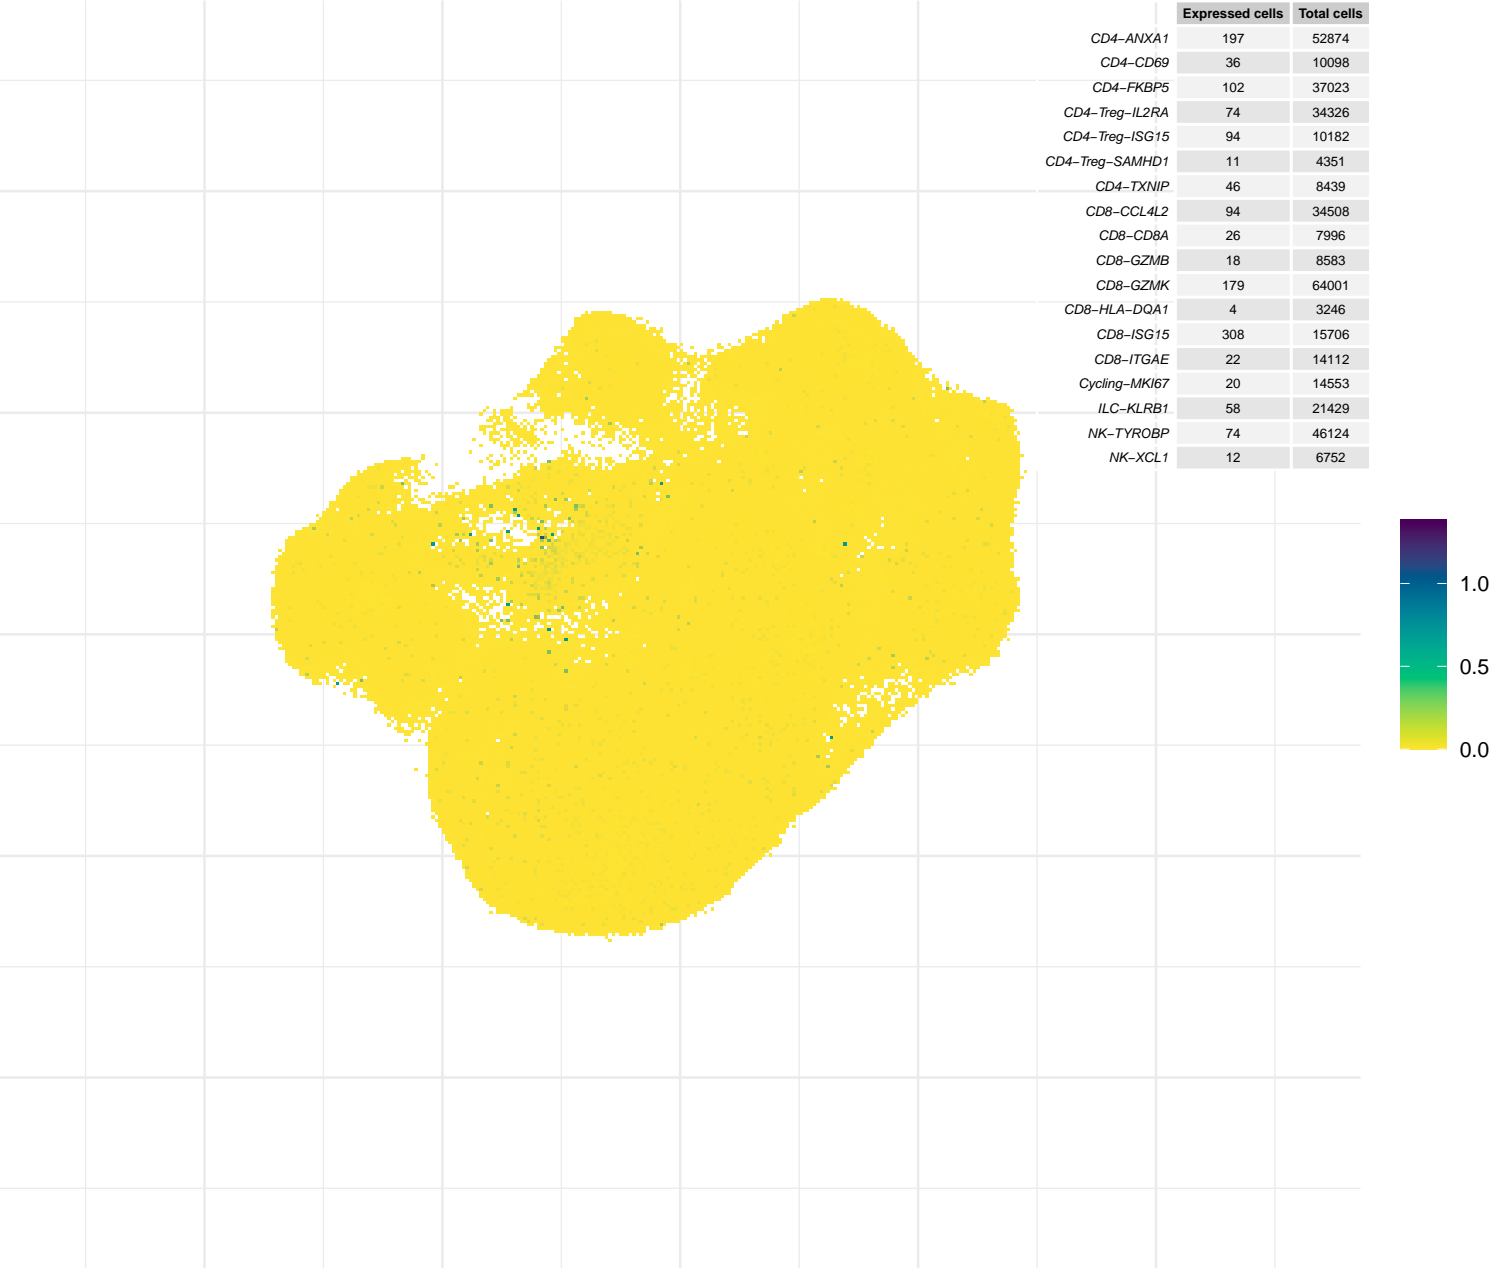 Expressed cells Total cells
CD4−ANXA1 197 52874
CD4−CD69 36 10098
CD4−FKBP5 102 37023
CD4−Treg−IL2RA 74 34326
CD4−Treg−ISG15 94 10182
CD4−Treg−SAMHD1 11 4351
CD4−TXNIP 46 8439
CD8−CCL4L2 94 34508
CD8−CD8A 26 7996
CD8−GZMB 18 8583
CD8−GZMK 179 64001
CD8−HLA−DQA1 4 3246
CD8−ISG15 308 15706
CD8−ITGAE 22 14112
Cycling−MKI67 20 14553
ILC−KLRB1 58 21429
NK−TYROBP 74 46124
NK−XCL1 12 6752
1.0
0.5
0.0